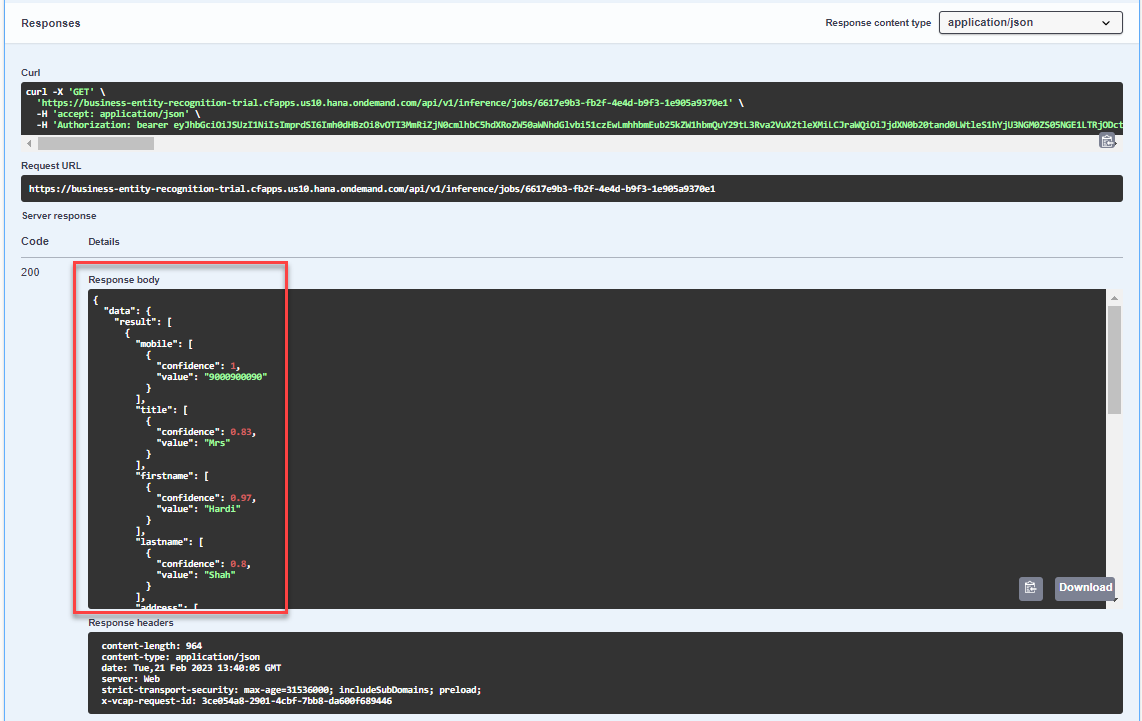 Responses
Response content type
application/json
Curl
curl -X 'GET' \
'https://business-entity-recognition-trial.cfapps.us10.hana.ondemand.com/api/v1/inference/jobs/6617e9b3-fb2f-4e4d-b9f3-1e905a9370e1' \
-H 'accept: application/json' \
-H 'Authorization: bearer
Request URL
https://business-entity-recognition-trial.cfapps.us10.hana.ondemand.com/api/v1/inference/jobs/6617e9b3-fb2f-4e4d-b9f3-1e905a9370e1
Server response
Code
Details
200
Response body
{
"data": {
"result": [
{
"mobile": [
{
"confidence": 1,
"value": "9000900090"
}
],
"title": [
{
"confidence": 0.83,
"value": "Mrs"
}
],
"firstname": [
{
"confidence": 0.97,
"value": "Hardi"
}
],
"lastname": [
{
"confidence": 0.8,
"value": "Shah"
}
],
"address": [
Download
Response headers
content-length: 964
content-type: application/json
date: Tue,21 Feb 2023 13:40:05 GMT
server: Web
strict-transport-security: max-age=31536000; includeSubDomains; preload;
x-vcap-request-id: 3ce054a8-2901-4cbf-7bb8-da600f689446